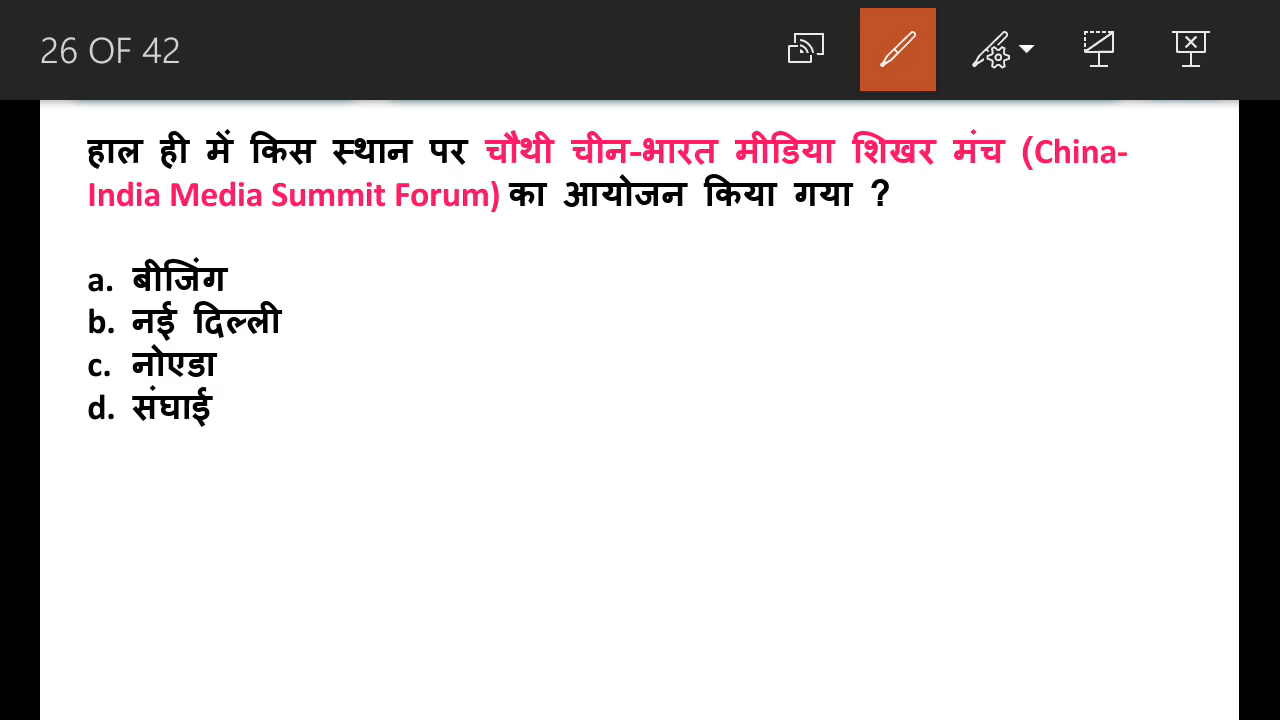 26 OF 42
हाल ही में किस स्थान पर चौथी चीन-भारत मीडिया शिखर मंच (China-
India Media Summit Forum) का आयोजन किया गया ?
a. बीजिंग
b. नई दिल्ली
c. नोएडा
d. संघाई